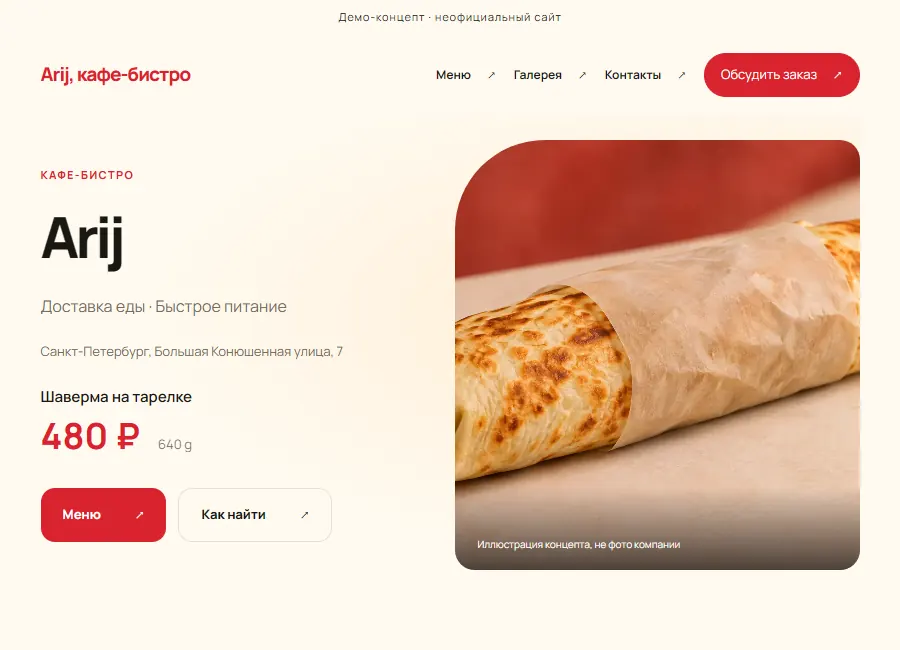 Демо-концепт · неофициальный сайт
Arij, кафе-бистро
Меню ↗ Галерея ↗ Контакты ↗ Обсудить заказ ↗
КАФЕ-БИСТРО
Arij
Доставка еды · Быстрое питание
Санкт-Петербург, Большая Конюшенная улица, 7
Шаверма на тарелке
480 ₽ 640 g
Меню ↗ Как найти ↗
Иллюстрация концепта, не фото компании